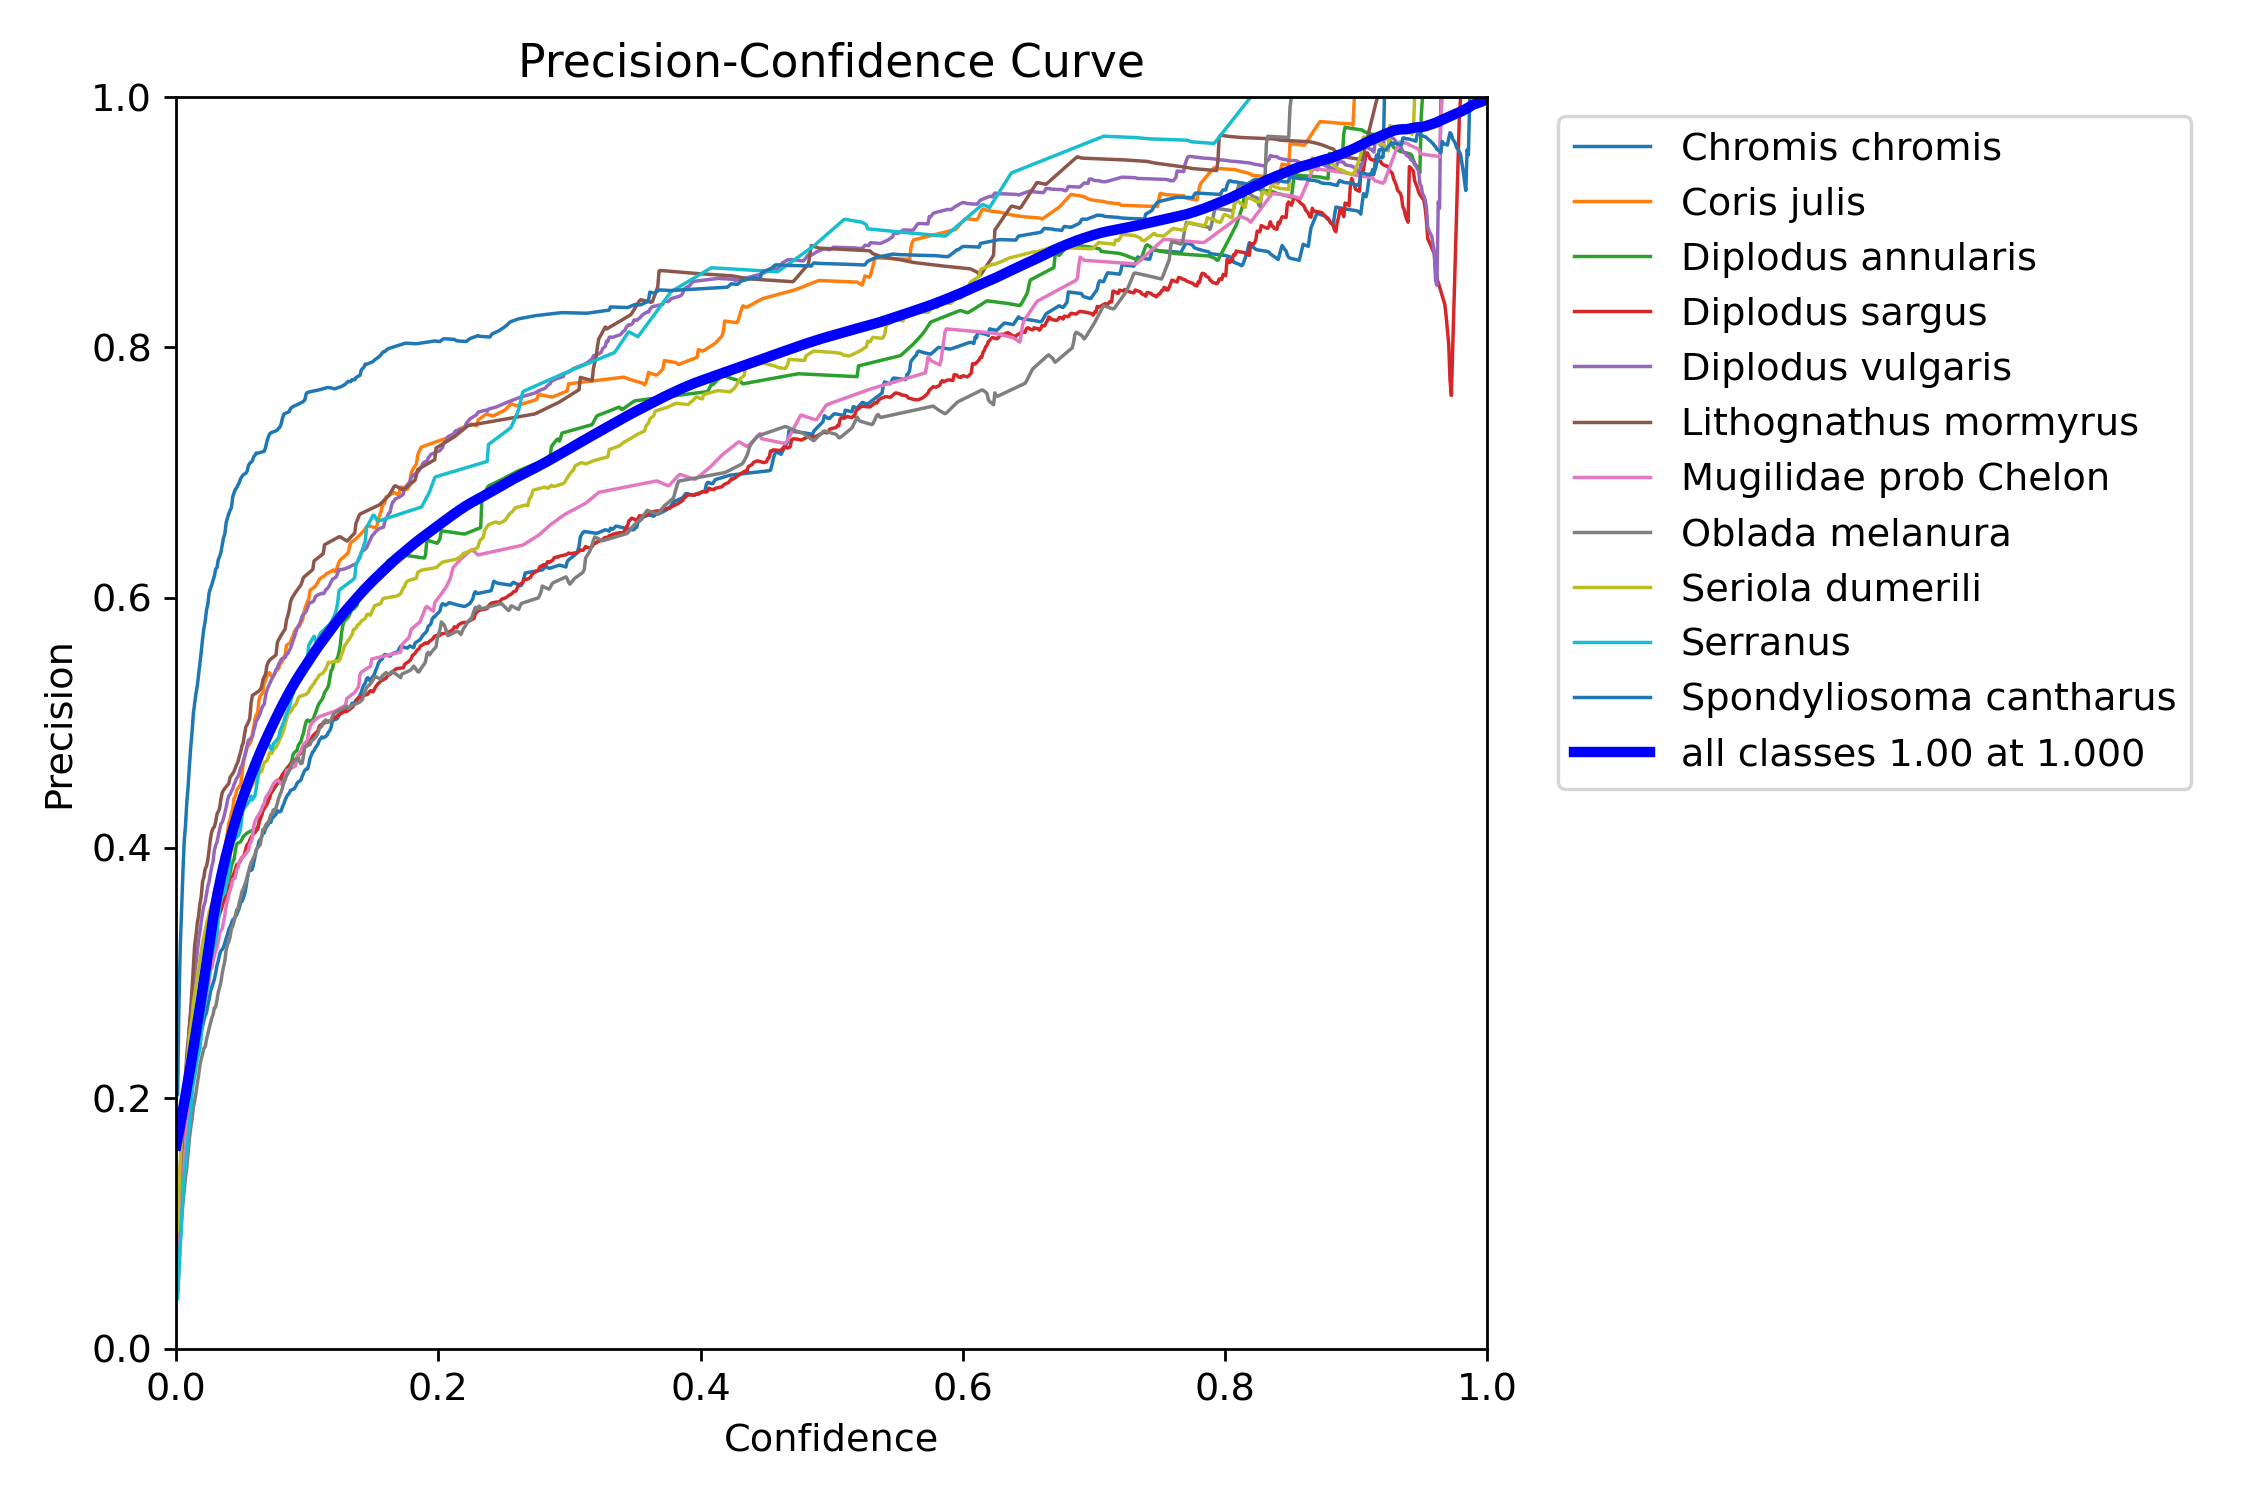 Precision-Confidence Curve
1.0
0.8
0.6
0.4
0.2
0.0
Precision
0.0 0.2 0.4 0.6 0.8 1.0
Confidence
Chromis chromis
Coris julis
Diplodus annularis
Diplodus sargus
Diplodus vulgaris
Lithognathus mormyrus
Mugilidae prob Chelon
Oblada melanura
Seriola dumerili
Serranus
Spondyliosoma cantharus
all classes 1.00 at 1.000